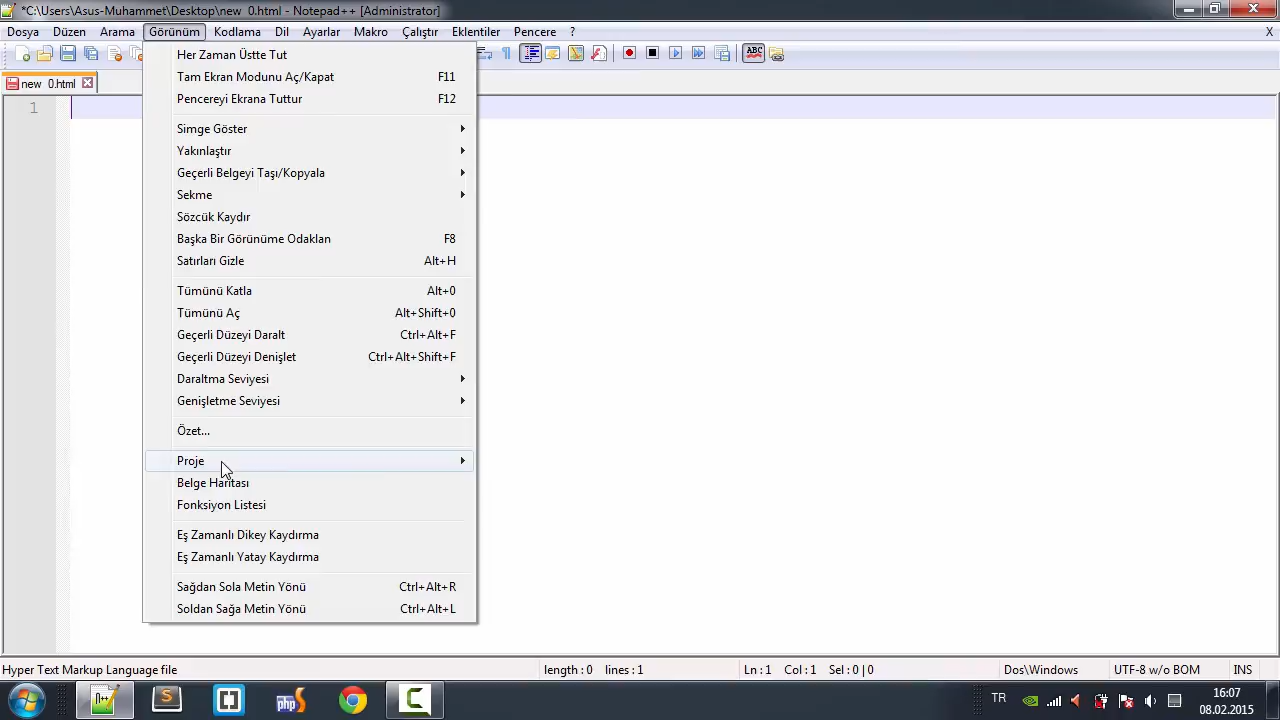 *C:\Users\Asus-Muhammet\Desktop\new 0.html - Notepad++ [Administrator]
Dosya Düzen Arama Görünüm Kodlama Dil Ayarlar Makro Çalıştır Eklentiler Pencere ? X
ABC
new 0.html
1
Her Zaman Üstte Tut
Tam Ekran Modunu Aç/Kapat F11
Pencereyi Ekrana Tuttur F12
Simge Göster
Yakınlaştır
Geçerli Belgeyi Taşı/Kopyala
Sekme
Sözcük Kaydır
Başka Bir Görünüme Odaklan F8
Satırları Gizle Alt+H
Tümünü Katla Alt+0
Tümünü Aç Alt+Shift+0
Geçerli Düzeyi Daralt Ctrl+Alt+F
Geçerli Düzeyi Denişlet Ctrl+Alt+Shift+F
Daraltma Seviyesi
Genişletme Seviyesi
Özet...
Proje
Belge Haritası
Fonksiyon Listesi
Eş Zamanlı Dikey Kaydırma
Eş Zamanlı Yatay Kaydırma
Sağdan Sola Metin Yönü Ctrl+Alt+R
Soldan Sağa Metin Yönü Ctrl+Alt+L
Hyper Text Markup Language file length : 0 lines : 1 Ln : 1 Col : 1 Sel : 0 | 0 Dos\Windows UTF-8 w/o BOM INS
php
TR
16:07
08.02.2015